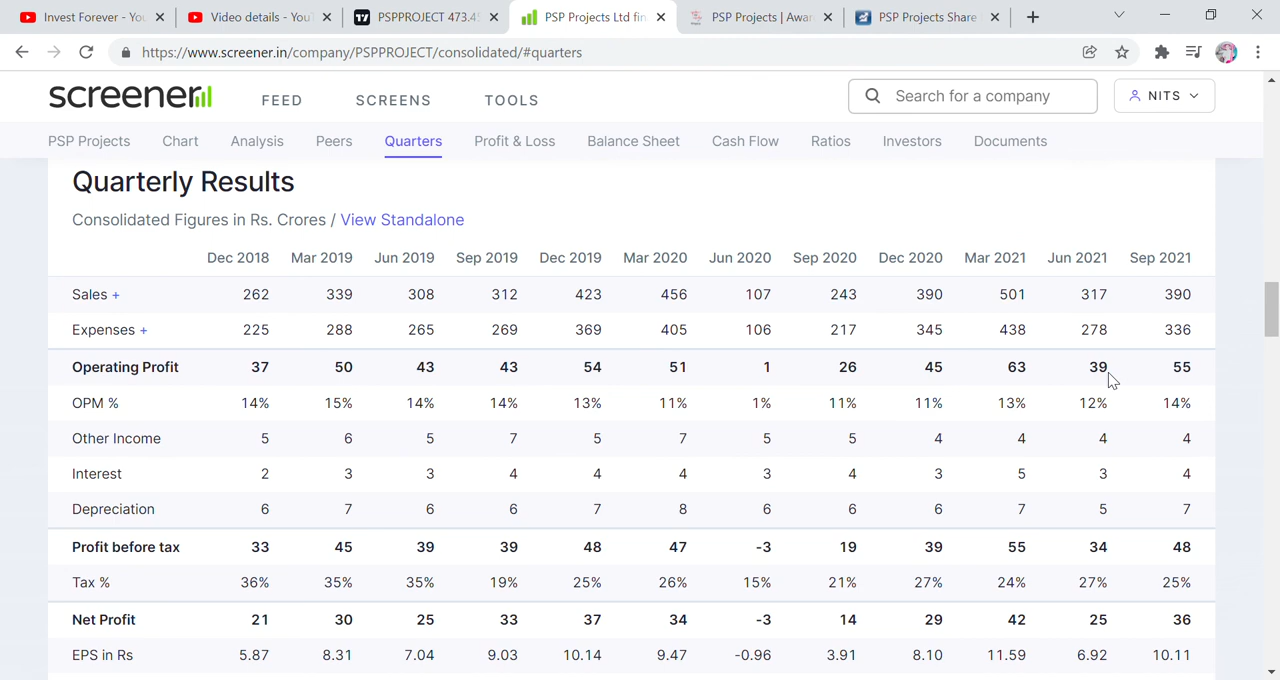 Invest Forever - You
Video details - YouT
PSPPROJECT 473.4
PSP Projects Ltd fin
PSP Projects | Awar
PSP Projects Share
https://www.screener.in/company/PSPPROJECT/consolidated/#quarters
screener
FEED
SCREENS
TOOLS
Search for a company
NITS
PSP Projects Chart Analysis Peers Quarters Profit & Loss Balance Sheet Cash Flow Ratios Investors Documents
Quarterly Results
Consolidated Figures in Rs. Crores / View Standalone
Dec 2018 Mar 2019 Jun 2019 Sep 2019 Dec 2019 Mar 2020 Jun 2020 Sep 2020 Dec 2020 Mar 2021 Jun 2021 Sep 2021
Sales + 262 339 308 312 423 456 107 243 390 501 317 390
Expenses + 225 288 265 269 369 405 106 217 345 438 278 336
Operating Profit 37 50 43 43 54 51 1 26 45 63 39 55
OPM % 14% 15% 14% 14% 13% 11% 1% 11% 11% 13% 12% 14%
Other Income 5 6 5 7 5 7 5 5 4 4 4 4
Interest 2 3 3 4 4 4 3 4 3 5 3 4
Depreciation 6 7 6 6 7 8 6 6 6 7 5 7
Profit before tax 33 45 39 39 48 47 -3 19 39 55 34 48
Tax % 36% 35% 35% 19% 25% 26% 15% 21% 27% 24% 27% 25%
Net Profit 21 30 25 33 37 34 -3 14 29 42 25 36
EPS in Rs 5.87 8.31 7.04 9.03 10.14 9.47 -0.96 3.91 8.10 11.59 6.92 10.11